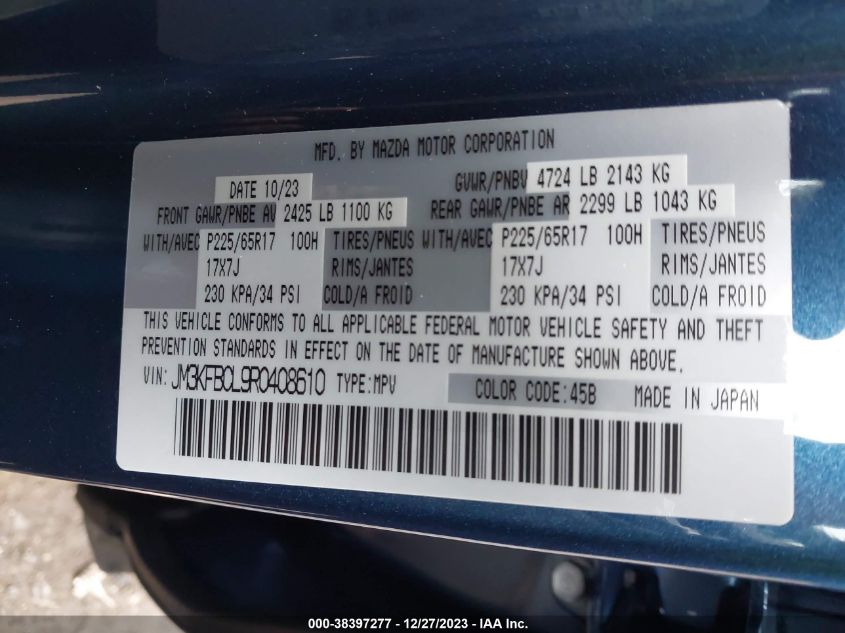 MFD. BY MAZDA MOTOR CORPORATION
DATE 10/23 GVWR/PNBV 4724 LB 2143 KG
FRONT GAWR/PNBE AV 2425 LB 1100 KG REAR GAWR/PNBE AR 2299 LB 1043 KG
WITH/AVEC P225/65R17 100H TIRES/PNEUS WITH/AVEC P225/65R17 100H TIRES/PNEUS
17X7J RIMS/JANTES 17X7J RIMS/JANTES
230 KPA/34 PSI COLD/A FROID 230 KPA/34 PSI COLD/A FROID
THIS VEHICLE CONFORMS TO ALL APPLICABLE FEDERAL MOTOR VEHICLE SAFETY AND THEFT
PREVENTION STANDARDS IN EFFECT ON THE DATE OF MANUFACTURE SHOWN ABOVE.
VIN: JM3KFBCL9R0408610 TYPE:MPV COLOR CODE:45B MADE IN JAPAN
000-38397277 - 12/27/2023 - IAA Holdings, LLC.